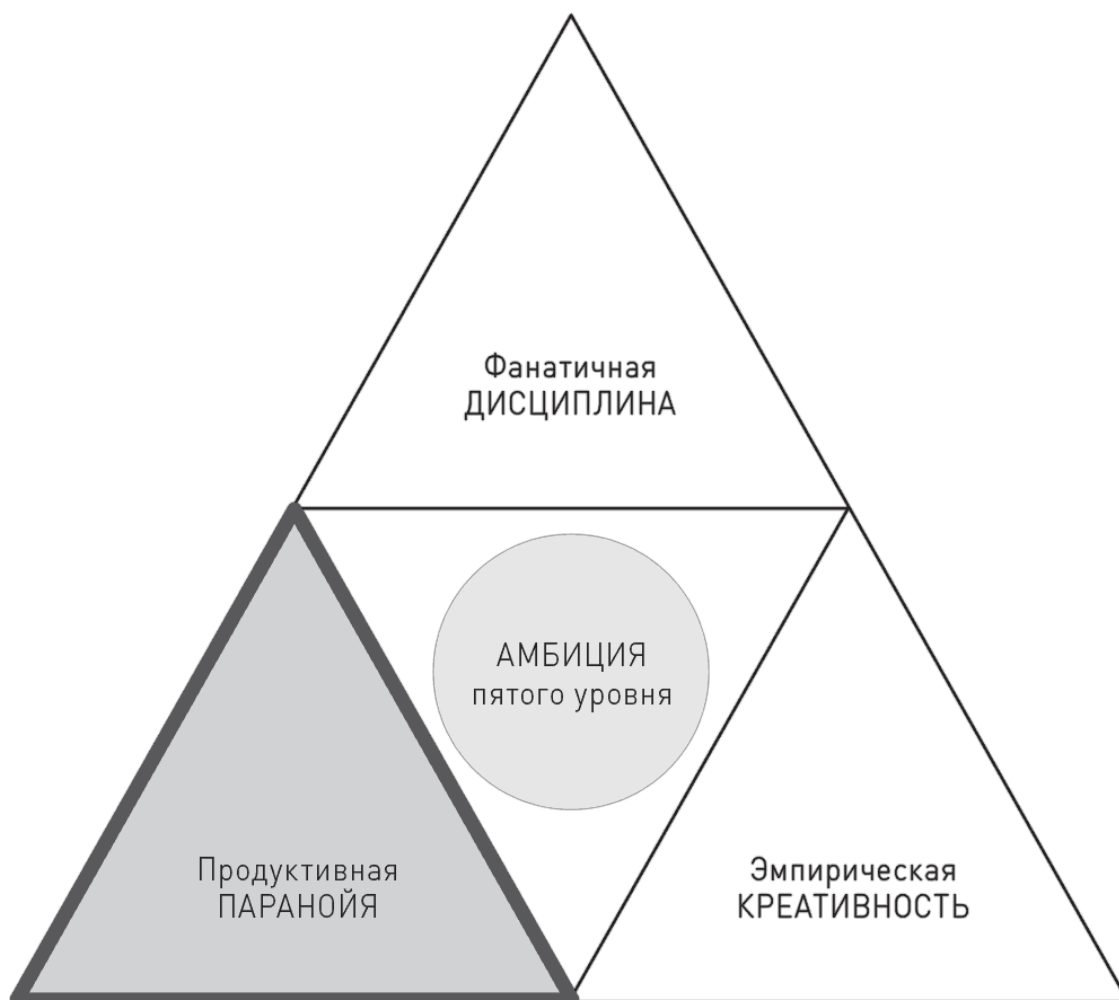 Фанатичная
ДИСЦИПЛИНА
АМБИЦИЯ
пятого уровня
Продуктивная
ПАРАНОЙЯ
Эмпирическая
КРЕАТИВНОСТЬ